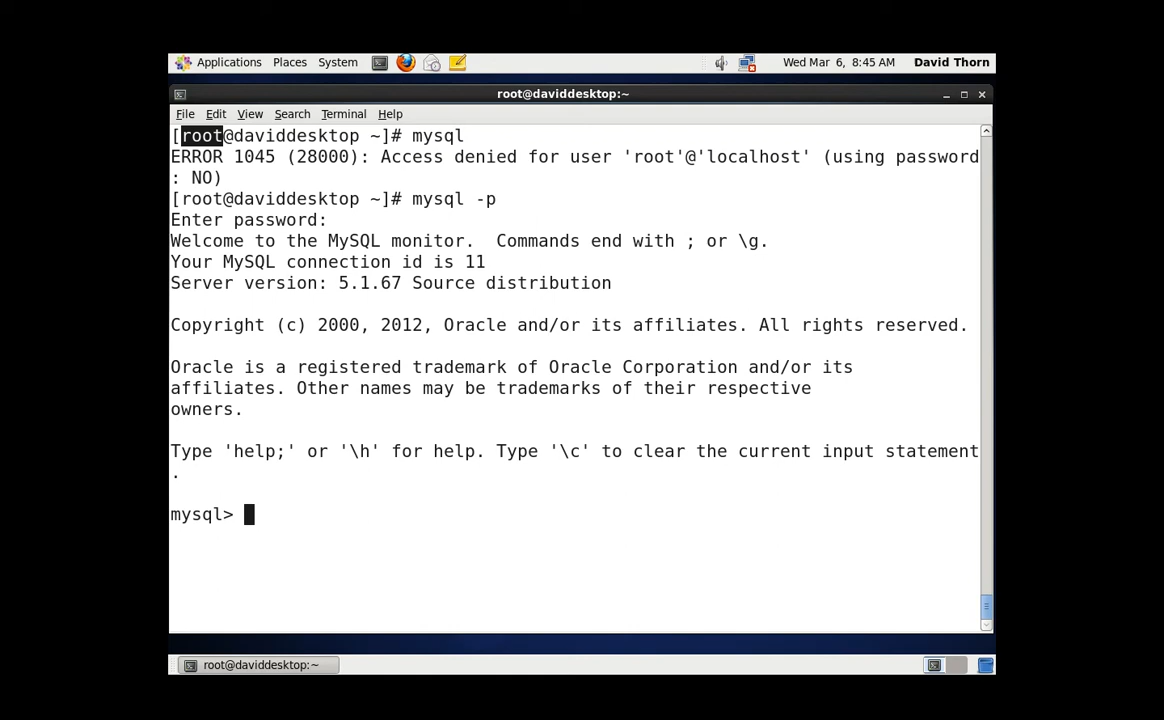 Applications Places System Wed Mar 6, 8:45 AM David Thorn
root@daviddesktop:~
File Edit View Search Terminal Help
[root@daviddesktop ~]# mysql
ERROR 1045 (28000): Access denied for user 'root'@'localhost' (using password
: NO)
[root@daviddesktop ~]# mysql -p
Enter password:
Welcome to the MySQL monitor.  Commands end with ; or \g.
Your MySQL connection id is 11
Server version: 5.1.67 Source distribution
Copyright (c) 2000, 2012, Oracle and/or its affiliates. All rights reserved.
Oracle is a registered trademark of Oracle Corporation and/or its
affiliates. Other names may be trademarks of their respective
owners.
Type 'help;' or '\h' for help. Type '\c' to clear the current input statement
.
mysql>
root@daviddesktop:~